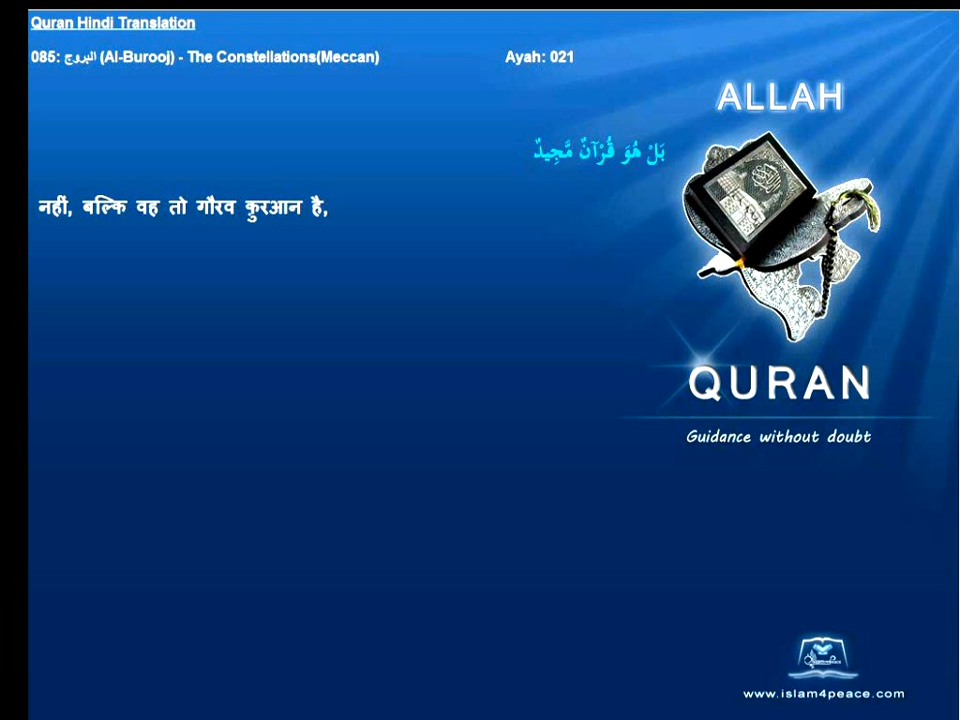 Quran Hindi Translation
085: البروج (Al-Burooj) - The Constellations(Meccan) Ayah: 021
ALLAH
بَلْ هُوَ قُرْآنٌ مَّجِيدٌ
नहीं, बल्कि वह तो गौरव क़ुरआन है,
QURAN
Guidance without doubt
www.islam4peace.com